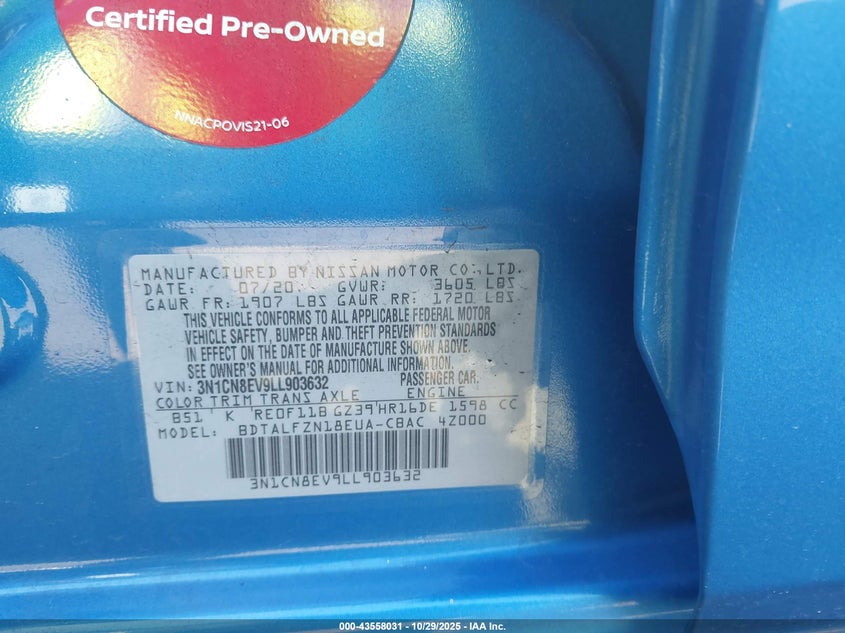 Certified Pre-Owned
NNACPOVIS21-06
MANUFACTURED BY NISSAN MOTOR CO., LTD.
DATE: 07/20 GVWR: 3605 LBS
GAWR FR: 1907 LBS GAWR RR: 1720 LBS
THIS VEHICLE CONFORMS TO ALL APPLICABLE FEDERAL MOTOR
VEHICLE SAFETY, BUMPER AND THEFT PREVENTION STANDARDS
IN EFFECT ON THE DATE OF MANUFACTURE SHOWN ABOVE.
SEE OWNER'S MANUAL FOR ADDITIONAL INFORMATION.
VIN: 3N1CN8EV9LL903632 PASSENGER CAR.
COLOR TRIM TRANS AXLE ENGINE
B51 K RE0F11B GZ39 HR16DE 1598 CC
MODEL: BDTALFZN18EUA-CBAC 4Z000
3N1CN8EV9LL903632
000-43558031 - 10/29/2025 - IAA Inc.